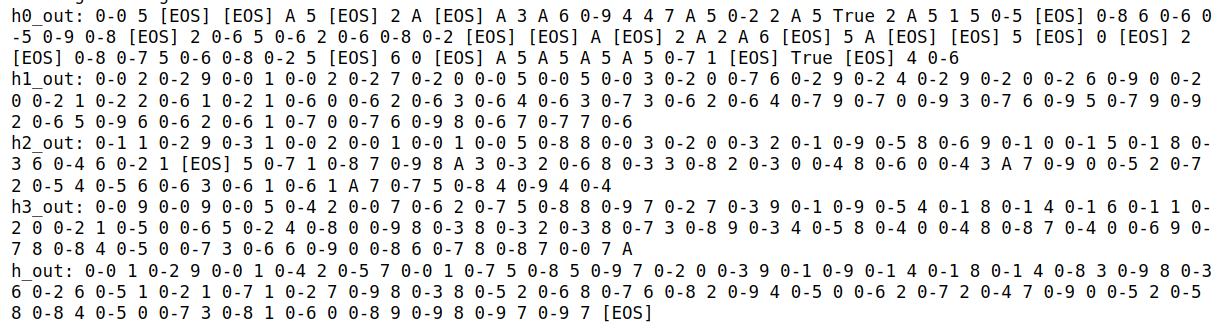 h0_out: 0-0 5 [EOS] [EOS] A 5 [EOS] 2 A [EOS] A 3 A 6 0-9 4 4 7 A 5 0-2 2 A 5 True 2 A 5 1 5 0-5 [EOS] 0-8 6 0-6 0
-5 0-9 0-8 [EOS] 2 0-6 5 0-6 2 0-6 0-8 0-2 [EOS] [EOS] A [EOS] 2 A 2 A 6 [EOS] 5 A [EOS] [EOS] 5 [EOS] 0 [EOS] 2
[EOS] 0-8 0-7 5 0-6 0-8 0-2 5 [EOS] 6 0 [EOS] A 5 A 5 A 5 A 5 0-7 1 [EOS] True [EOS] 4 0-6
h1_out: 0-0 2 0-2 9 0-0 1 0-0 2 0-2 7 0-2 0 0-0 5 0-0 5 0-0 3 0-2 0 0-7 6 0-2 9 0-2 4 0-2 9 0-2 0 0-2 6 0-9 0 0-2
0 0-2 1 0-2 2 0-6 1 0-2 1 0-6 0 0-6 2 0-6 3 0-6 4 0-6 3 0-7 3 0-6 2 0-6 4 0-7 9 0-7 0 0-9 3 0-7 6 0-9 5 0-7 9 0-9
2 0-6 5 0-9 6 0-6 2 0-6 1 0-7 0 0-7 6 0-9 8 0-6 7 0-7 7 0-6
h2_out: 0-1 1 0-2 9 0-3 1 0-0 2 0-0 1 0-0 1 0-0 5 0-8 8 0-0 3 0-2 0 0-3 2 0-1 0-9 0-5 8 0-6 9 0-1 0 0-1 5 0-1 8 0-
3 6 0-4 6 0-2 1 [EOS] 5 0-7 1 0-8 7 0-9 8 A 3 0-3 2 0-6 8 0-3 3 0-8 2 0-3 0 0-4 8 0-6 0 0-4 3 A 7 0-9 0 0-5 2 0-7
2 0-5 4 0-5 6 0-6 3 0-6 1 0-6 1 A 7 0-7 5 0-8 4 0-9 4 0-4
h3_out: 0-0 9 0-0 9 0-0 5 0-4 2 0-0 7 0-6 2 0-7 5 0-8 8 0-9 7 0-2 7 0-3 9 0-1 0-9 0-5 4 0-1 8 0-1 4 0-1 6 0-1 1 0-
2 0 0-2 1 0-5 0 0-6 5 0-2 4 0-8 0 0-9 8 0-3 8 0-3 2 0-3 8 0-7 3 0-8 9 0-3 4 0-5 8 0-4 0 0-4 8 0-8 7 0-4 0 0-6 9 0-
7 8 0-8 4 0-5 0 0-7 3 0-6 6 0-9 0 0-8 6 0-7 8 0-8 7 0-0 7 A
h_out: 0-0 1 0-2 9 0-0 1 0-4 2 0-5 7 0-0 1 0-7 5 0-8 5 0-9 7 0-2 0 0-3 9 0-1 0-9 0-1 4 0-1 8 0-1 4 0-8 3 0-9 8 0-3
6 0-2 6 0-5 1 0-2 1 0-7 1 0-2 7 0-9 8 0-3 8 0-5 2 0-6 8 0-7 6 0-8 2 0-9 4 0-5 0 0-6 2 0-7 2 0-4 7 0-9 0 0-5 2 0-5
8 0-8 4 0-5 0 0-7 3 0-8 1 0-6 0 0-8 9 0-9 8 0-9 7 0-9 7 [EOS]